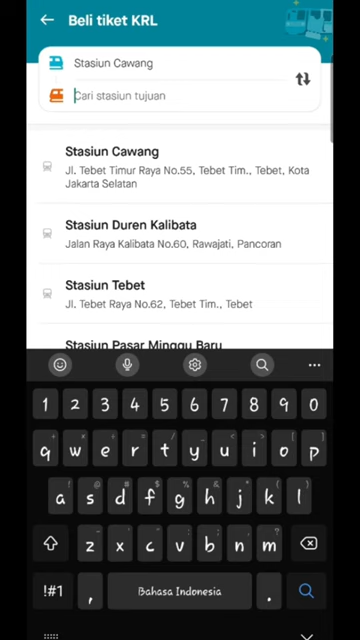 Beli tiket KRL
Stasiun Cawang
Cari stasiun tujuan
Stasiun Cawang
Jl. Tebet Timur Raya No.55, Tebet Tim., Tebet, Kota
Jakarta Selatan
Stasiun Duren Kalibata
Jalan Raya Kalibata No.60, Rawajati, Pancoran
Stasiun Tebet
Jl. Tebet Raya No.62, Tebet Tim., Tebet
Stasiun Pasar Minggu Baru
1 2 3 4 5 6 7 8 9 0
q w e r t y u i o p
a s d f g h j k l
z x c v b n m
!#1 , Bahasa Indonesia .